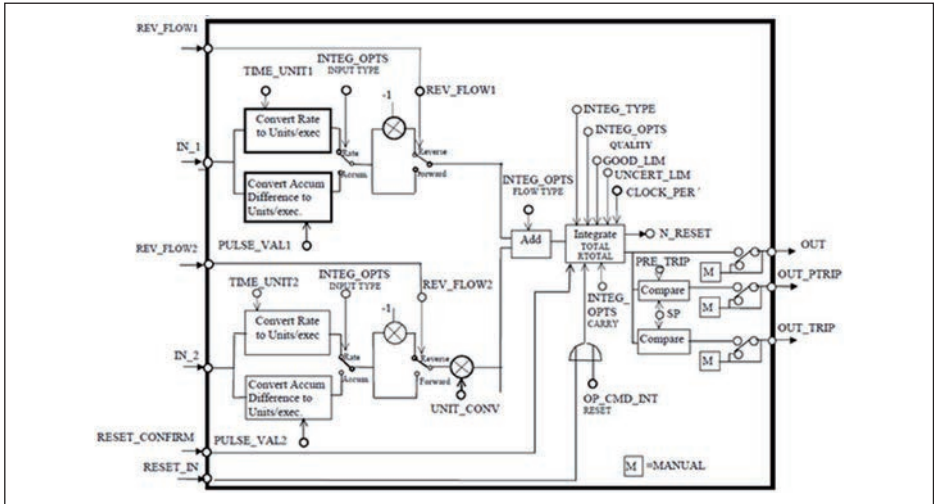 REV_FLOW1
TIME_UNIT1
INTEG_OPTS
INPUT TYPE
REV_FLOW1
-1
Convert Rate
to Units/exec
IN_1
Rate
Accum.
Reverse
Forward
Convert Accum
Difference to
Units/exec.
PULSE_VAL1
INTEG_TYPE
INTEG_OPTS
QUALITY
GOOD_LIM
UNCERT_LIM
CLOCK_PER
INTEG_OPTS
FLOW TYPE
Add
Integrate
TOTAL
RTOTAL
N_RESET
OUT
PRE_TRIP
M
OUT_PTRIP
Compare
M
SP
OUT_TRIP
Compare
M
INTEG_
OPTS
CARRY
REV_FLOW2
TIME_UNIT2
INTEG_OPTS
INPUT TYPE
REV_FLOW2
-1
Convert Rate
to Units/exec
IN_2
Rate
Accum.
Reverse
Forward
Convert Accum
Difference to
Units/exec.
UNIT_CONV
OP_CMD_INT
RESET
PULSE_VAL2
RESET_CONFIRM
RESET_IN
M =MANUAL